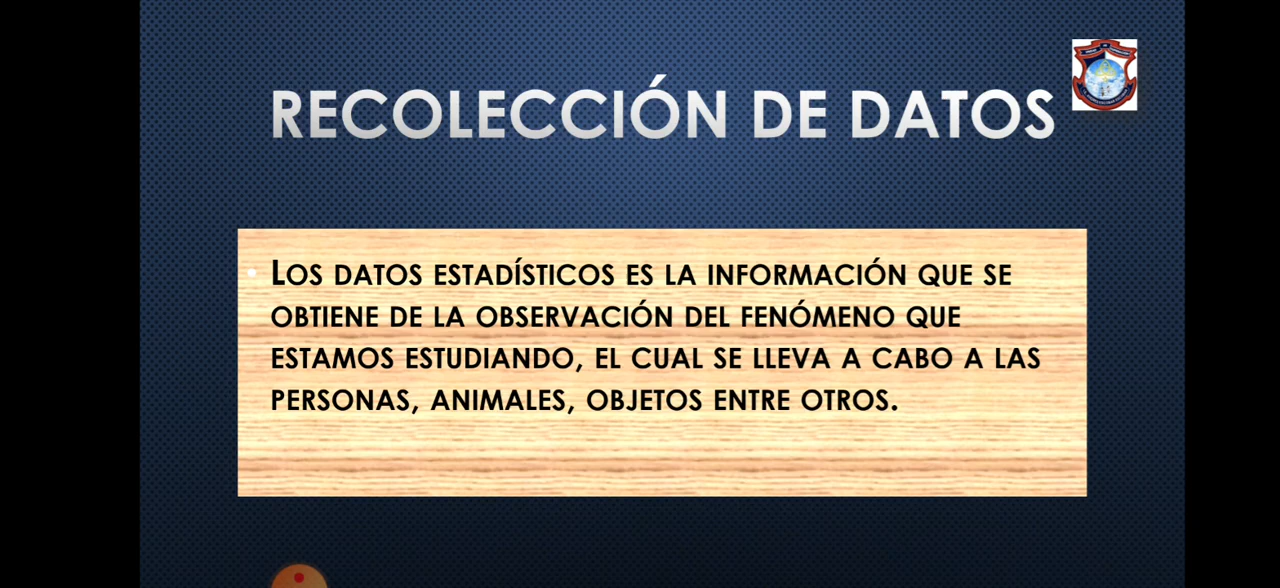 RECOLECCIÓN DE DATOS
• LOS DATOS ESTADÍSTICOS ES LA INFORMACIÓN QUE SE
OBTIENE DE LA OBSERVACIÓN DEL FENÓMENO QUE
ESTAMOS ESTUDIANDO, EL CUAL SE LLEVA A CABO A LAS
PERSONAS, ANIMALES, OBJETOS ENTRE OTROS.